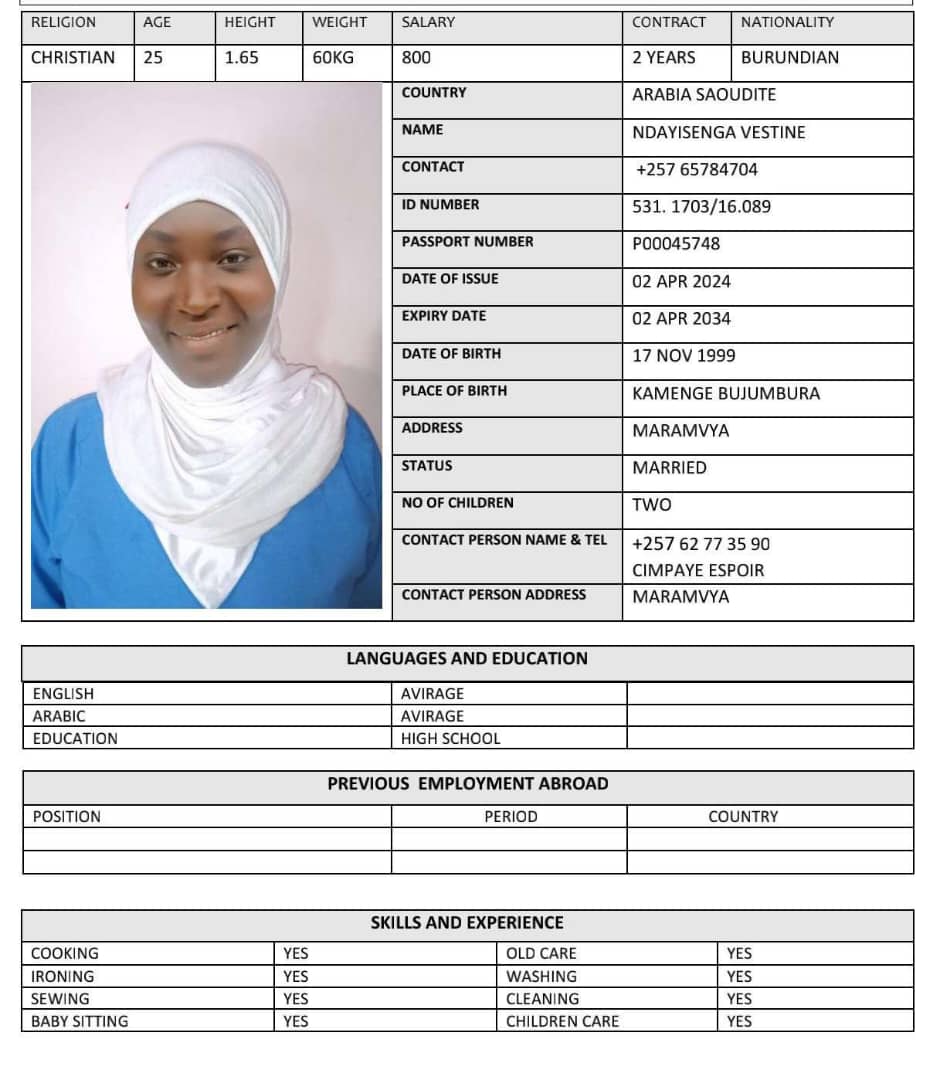 RELIGION AGE HEIGHT WEIGHT SALARY CONTRACT NATIONALITY
CHRISTIAN 25 1.65 60KG 800 2 YEARS BURUNDIAN
COUNTRY ARABIA SAOUDITE
NAME NDAYISENGA VESTINE
CONTACT +257 65784704
ID NUMBER 531. 1703/16.089
PASSPORT NUMBER P00045748
DATE OF ISSUE 02 APR 2024
EXPIRY DATE 02 APR 2034
DATE OF BIRTH 17 NOV 1999
PLACE OF BIRTH KAMENGE BUJUMBURA
ADDRESS MARAMVYA
STATUS MARRIED
NO OF CHILDREN TWO
CONTACT PERSON NAME & TEL +257 62 77 35 90
CIMPAYE ESPOIR
CONTACT PERSON ADDRESS MARAMVYA
LANGUAGES AND EDUCATION
ENGLISH AVIRAGE
ARABIC AVIRAGE
EDUCATION HIGH SCHOOL
PREVIOUS EMPLOYMENT ABROAD
POSITION PERIOD COUNTRY
SKILLS AND EXPERIENCE
COOKING YES OLD CARE YES
IRONING YES WASHING YES
SEWING YES CLEANING YES
BABY SITTING YES CHILDREN CARE YES